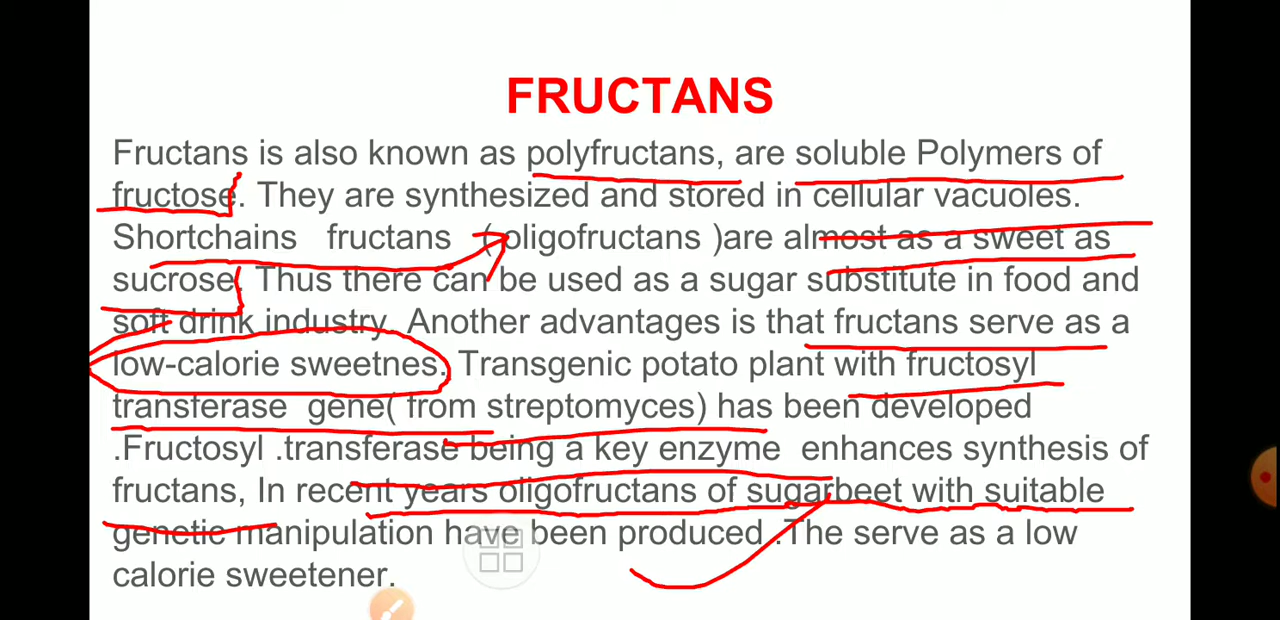 FRUCTANS
Fructans is also known as polyfructans, are soluble Polymers of
fructose. They are synthesized and stored in cellular vacuoles.
Shortchains fructans ( oligofructans )are almost as a sweet as
sucrose. Thus there can be used as a sugar substitute in food and
soft drink industry. Another advantages is that fructans serve as a
low-calorie sweetnes. Transgenic potato plant with fructosyl
transferase gene( from streptomyces) has been developed
.Fructosyl .transferase being a key enzyme enhances synthesis of
fructans, In recent years oligofructans of sugarbeet with suitable
genetic manipulation have been produced .The serve as a low
calorie sweetener.